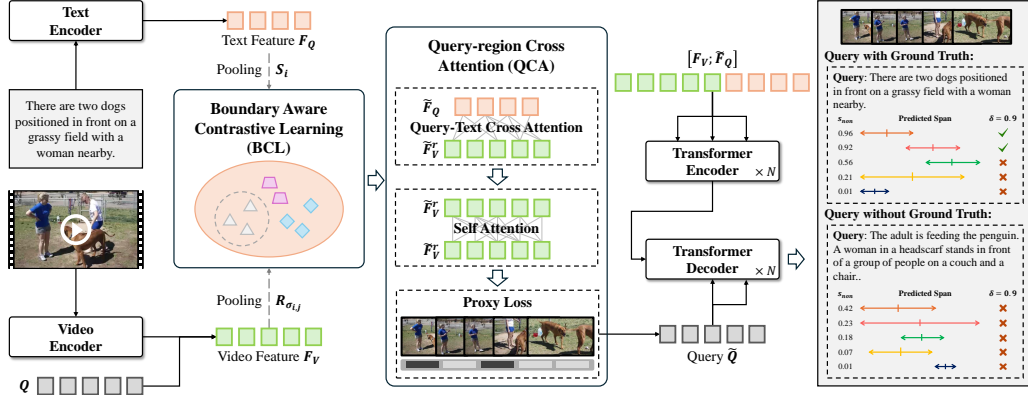 Text
Encoder
Text Feature F_Q
Pooling S_i
There are two dogs
positioined in front on a
grassy field with a
woman nearby.
Boundary Aware
Contrastive Learning
(BCL)
Pooling R_{σ_{i,j}}
Video
Encoder
Video Feature F_V
Q
Query-region Cross
Attention (QCA)
F̃_Q
Query-Text Cross Attention
F̃_V^r
F̃_V^r
Self Attention
F̃_V^r
Proxy Loss
[F_V; F̃_Q]
Transformer
Encoder
× N
Transformer
Decoder
× N
Query Q̃
Query with Ground Truth:
Query: There are two dogs positioned
in front on a grassy field with a woman
nearby.
s_non Predicted Span δ = 0.9
0.96
0.92
0.56
0.21
0.01
Query without Ground Truth:
Query: The adult is feeding the penguin.
A woman in a headscarf stands in front
of a group of people on a couch and a
chair..
s_non Predicted Span δ = 0.9
0.42
0.23
0.18
0.07
0.01